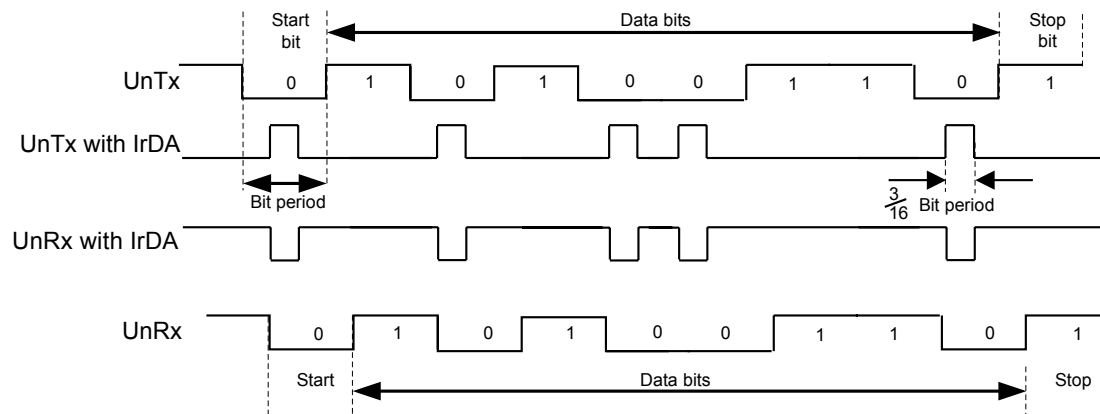 Start
bit
Data bits
Stop
bit
UnTx
0 1 0 1 0 0 1 1 0 1
UnTx with IrDA
Bit period
3/16 Bit period
UnRx with IrDA
UnRx
0 1 0 1 0 0 1 1 0 1
Start
Data bits
Stop